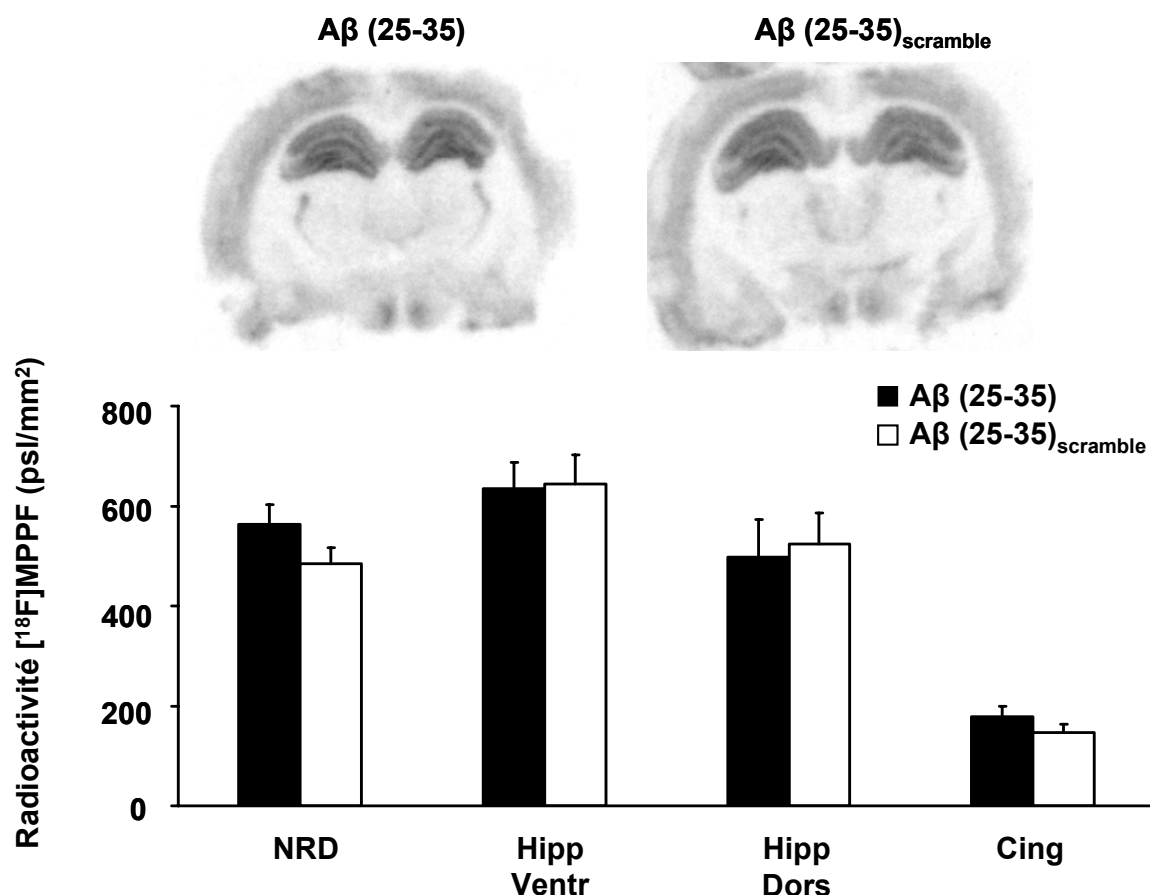 Aβ (25-35)
Aβ (25-35)scramble
Radioactivité [¹⁸F]MPPF (psl/mm²)
800
600
400
200
0
Aβ (25-35)
Aβ (25-35)scramble
NRD
Hipp
Ventr
Hipp
Dors
Cing